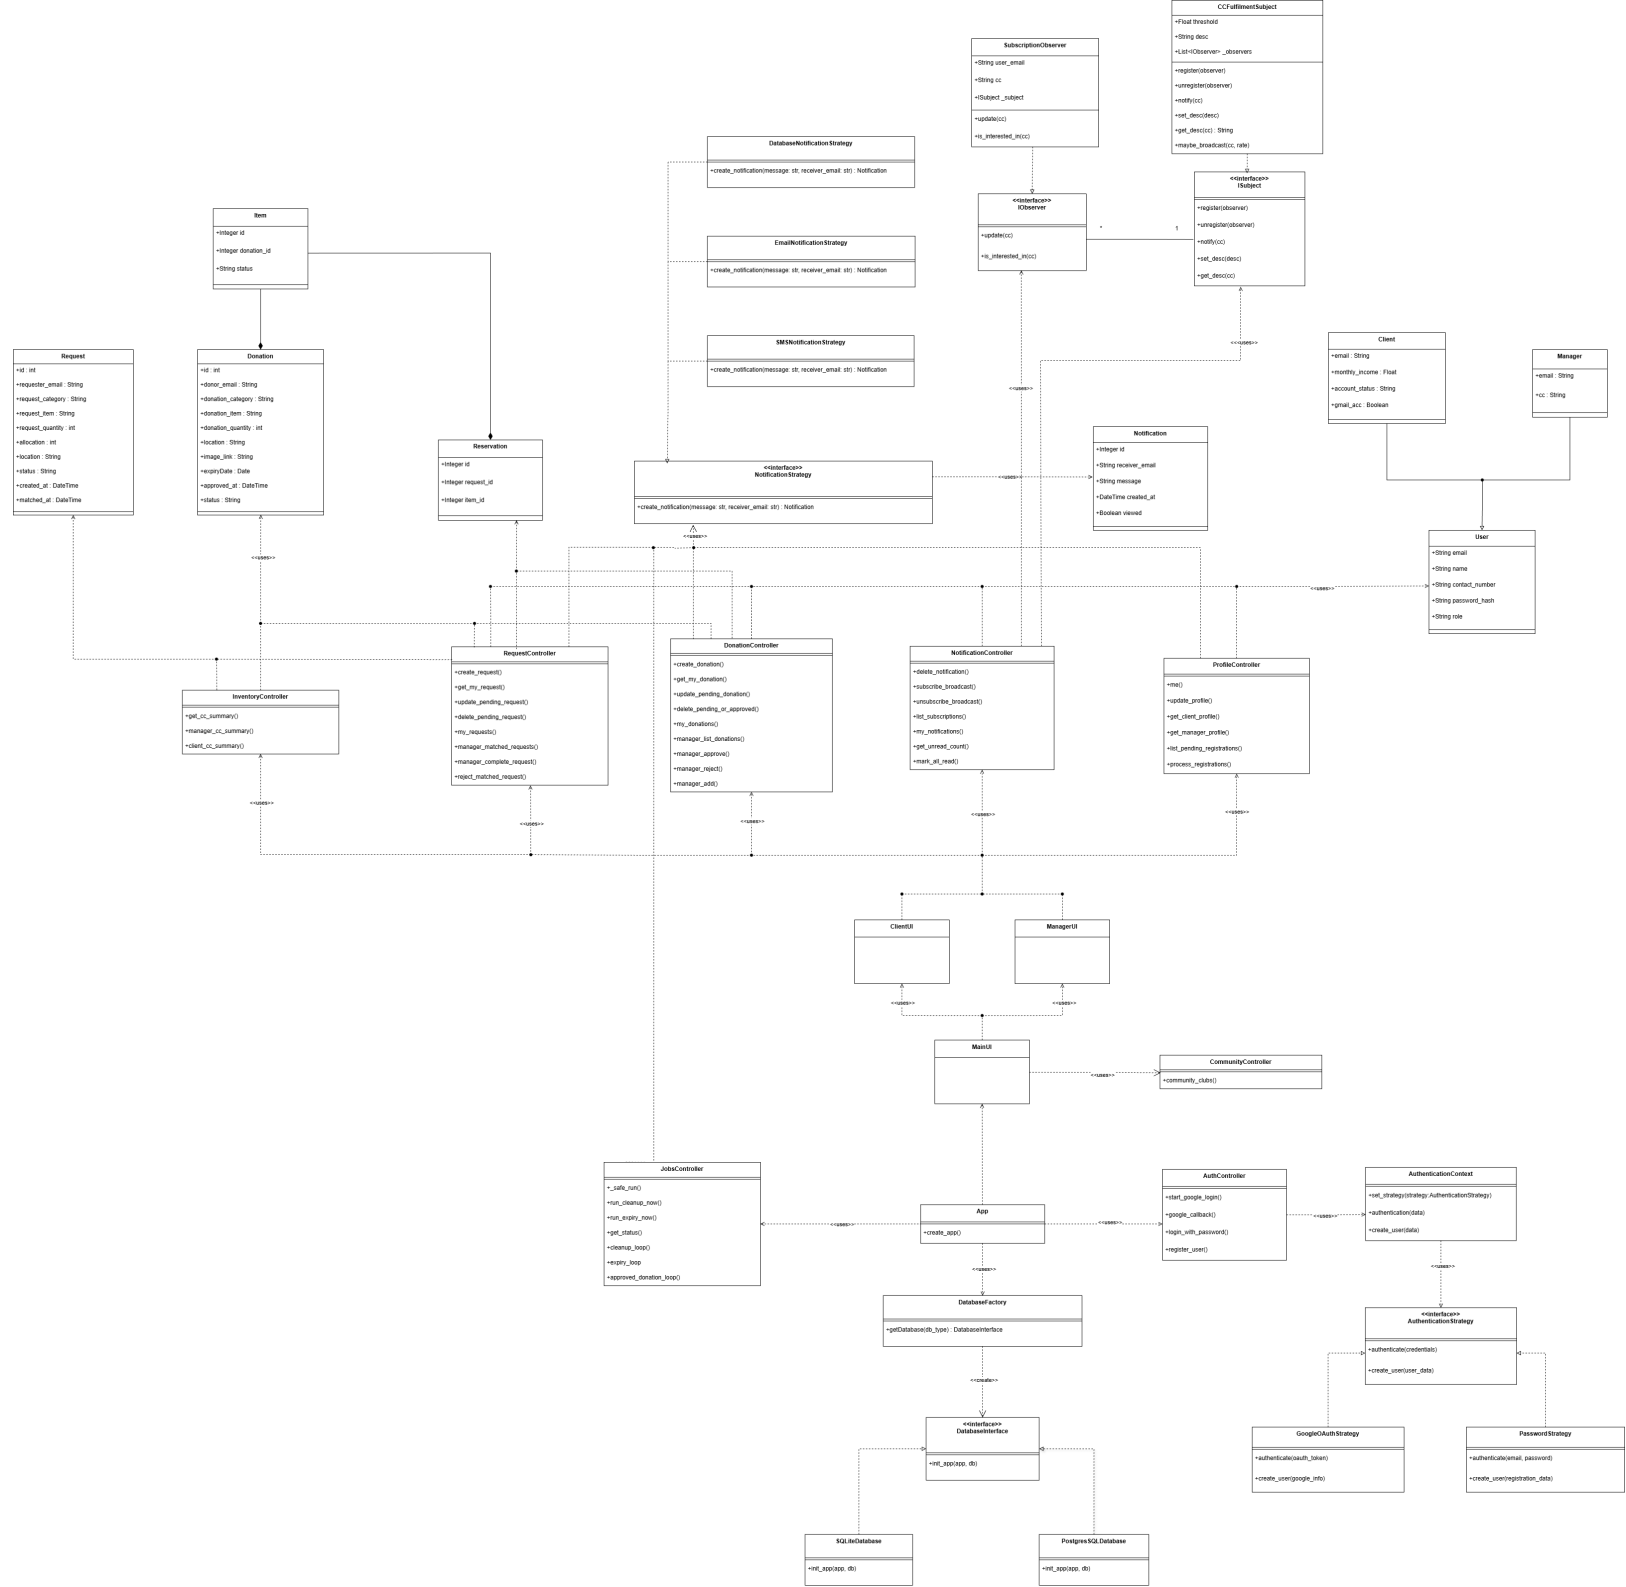 CCFulfilmentSubject
+Float threshold
+String desc
+List<IObserver> _observers
+register(observer)
+unregister(observer)
+notify(cc)
+set_desc(desc)
+get_desc(cc) : String
+maybe_broadcast(cc, rate)
SubscriptionObserver
+String user_email
+String cc
+ISubject _subject
+update(cc)
+is_interested_in(cc)
DatabaseNotificationStrategy
+create_notification(message: str, receiver_email: str) : Notification
<<interface>>
ISubject
+register(observer)
+unregister(observer)
+notify(cc)
+set_desc(desc)
+get_desc(cc)
<<interface>>
IObserver
+update(cc)
+is_interested_in(cc)
*
1
Item
+Integer id
+Integer donation_id
+String status
EmailNotificationStrategy
+create_notification(message: str, receiver_email: str) : Notification
SMSNotificationStrategy
+create_notification(message: str, receiver_email: str) : Notification
<<uses>>
<<uses>>
Client
+email : String
+monthly_income : Float
+account_status : String
+gmail_acc : Boolean
Manager
+email : String
+cc : String
Request
+id : int
+requester_email : String
+request_category : String
+request_item : String
+request_quantity : int
+allocation : int
+location : String
+status : String
+created_at : DateTime
+matched_at : DateTime
Donation
+id : int
+donor_email : String
+donation_category : String
+donation_item : String
+donation_quantity : int
+location : String
+image_link : String
+expiryDate : Date
+approved_at : DateTime
+status : String
Reservation
+Integer id
+Integer request_id
+Integer item_id
<<interface>>
NotificationStrategy
+create_notification(message: str, receiver_email: str) : Notification
<<uses>>
Notification
+Integer id
+String receiver_email
+String message
+DateTime created_at
+Boolean viewed
User
+String email
+String name
+String contact_number
+String password_hash
+String role
<<uses>>
<<uses>>
<<uses>>
InventoryController
+get_cc_summary()
+manager_cc_summary()
+client_cc_summary()
RequestController
+create_request()
+get_my_request()
+update_pending_request()
+delete_pending_request()
+my_requests()
+manager_matched_requests()
+manager_complete_request()
+reject_matched_request()
DonationController
+create_donation()
+get_my_donation()
+update_pending_donation()
+delete_pending_or_approved()
+my_donations()
+manager_list_donations()
+manager_approve()
+manager_reject()
+manager_add()
NotificationController
+delete_notification()
+subscribe_broadcast()
+unsubscribe_broadcast()
+list_subscriptions()
+my_notifications()
+get_unread_count()
+mark_all_read()
ProfileController
+me()
+update_profile()
+get_client_profile()
+get_manager_profile()
+list_pending_registrations()
+process_registrations()
<<uses>>
<<uses>>
<<uses>>
<<uses>>
<<uses>>
ClientUI
ManagerUI
<<uses>>
<<uses>>
MainUI
<<uses>>
CommunityController
+community_clubs()
JobsController
+_safe_run()
+run_cleanup_now()
+run_expiry_now()
+get_status()
+cleanup_loop()
+expiry_loop
+approved_donation_loop()
<<uses>>
App
+create_app()
<<uses>>
AuthController
+start_google_login()
+google_callback()
+login_with_password()
+register_user()
<<uses>>
AuthenticationContext
+set_strategy(strategy:AuthenticationStrategy)
+authentication(data)
+create_user(data)
<<uses>>
<<uses>>
DatabaseFactory
+getDatabase(db_type) : DatabaseInterface
<<create>>
<<interface>>
AuthenticationStrategy
+authenticate(credentials)
+create_user(user_data)
<<interface>>
DatabaseInterface
+init_app(app, db)
GoogleOAuthStrategy
+authenticate(oauth_token)
+create_user(google_info)
PasswordStrategy
+authenticate(email, password)
+create_user(registration_data)
SQLiteDatabase
+init_app(app, db)
PostgresSQLDatabase
+init_app(app, db)